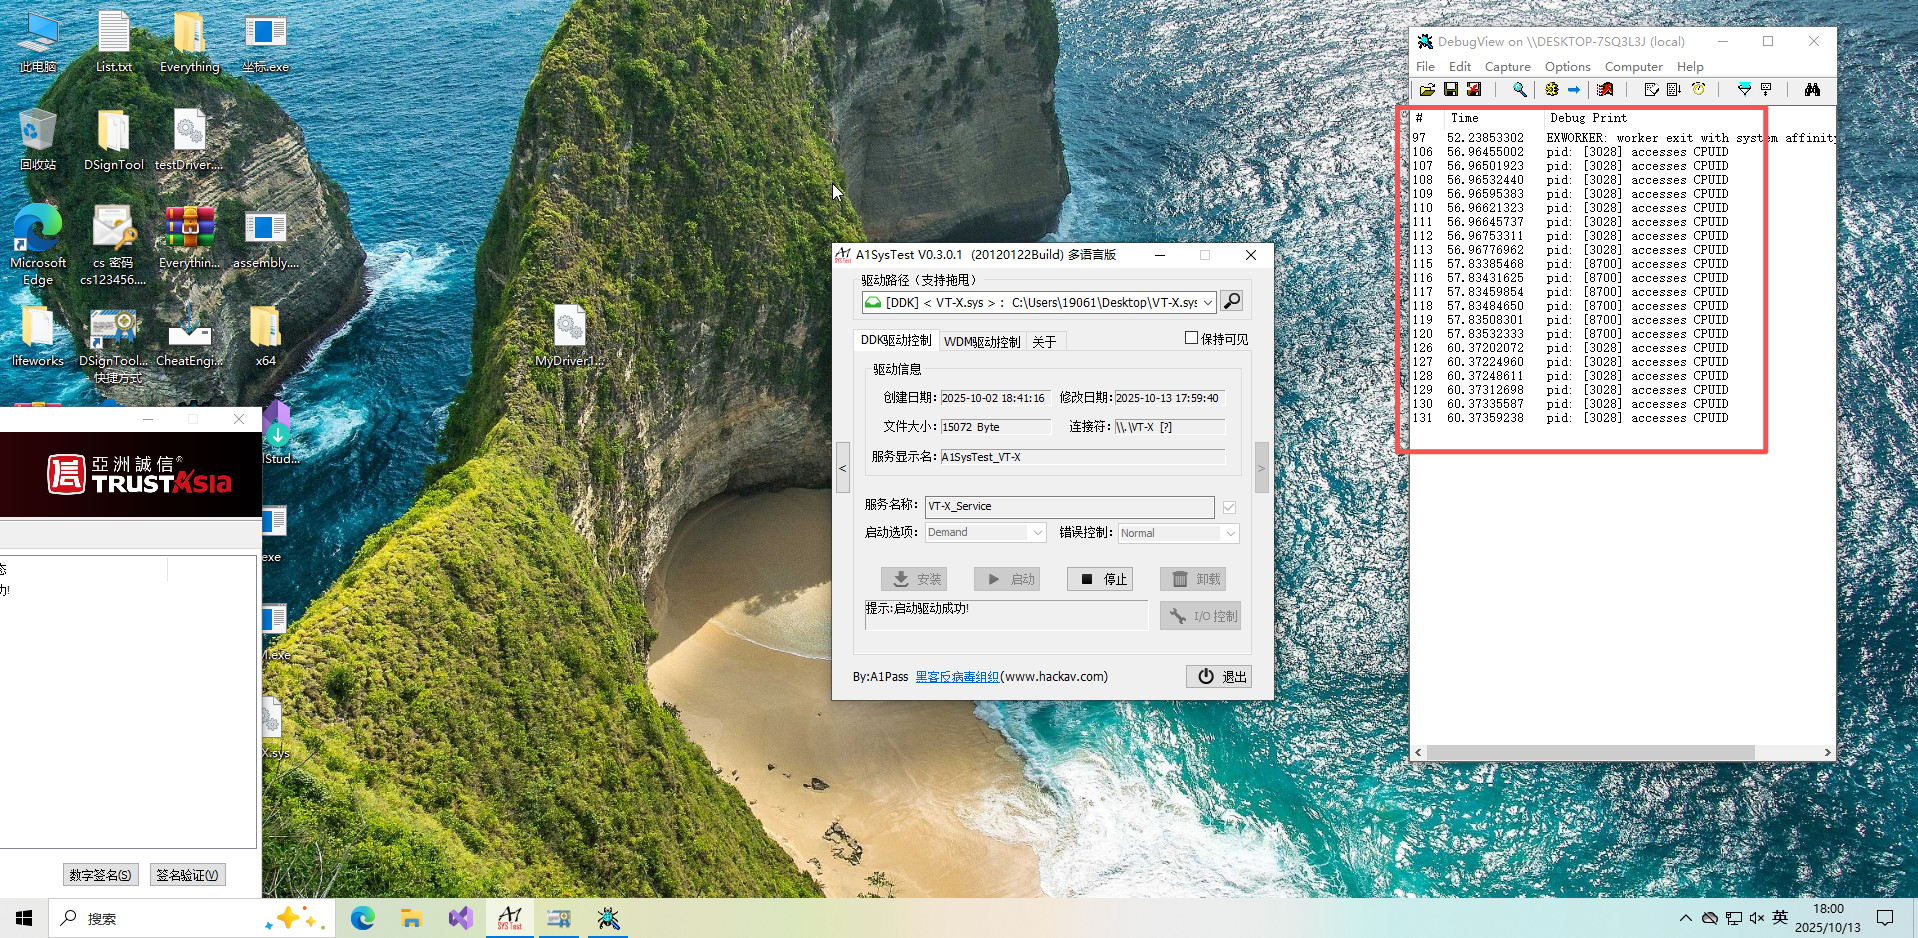 此电脑
List.txt
Everything
坐标.exe
回收站
DSignTool
testDriver....
Microsoft
Edge
cs 密码
cs123456....
Everythin...
assembly....
lifeworks
DSignTool...
- 快捷方式
CheatEngi...
x64
MyDriver1...
lStud...
exe
M.exe
X.sys
亞洲誠信®
TRUSTAsia
态
功!
数字签名(S)
签名验证(V)
A1SysTest V0.3.0.1  (20120122Build) 多语言版
驱动路径（支持拖甩）
[DDK] < VT-X.sys > :  C:\Users\19061\Desktop\VT-X.sys
DDK驱动控制
WDM驱动控制
关于
保持可见
驱动信息
创建日期: 2025-10-02 18:41:16
修改日期: 2025-10-13 17:59:40
文件大小: 15072 Byte
连接符: \\.\VT-X [?]
服务显示名: A1SysTest_VT-X
<
>
服务名称: VT-X_Service
启动选项: Demand
错误控制: Normal
安装
启动
停止
卸载
提示:启动驱动成功!
I/O 控制
By:A1Pass 黑客反病毒组织(www.hackav.com)
退出
DebugView on \\DESKTOP-7SQ3L3J (local)
File Edit Capture Options Computer Help
# Time Debug Print
97 52.23853302 EXWORKER: worker exit with system affinity
106 56.96455002 pid: [3028] accesses CPUID
107 56.96501923 pid: [3028] accesses CPUID
108 56.96532440 pid: [3028] accesses CPUID
109 56.96595383 pid: [3028] accesses CPUID
110 56.96621323 pid: [3028] accesses CPUID
111 56.96645737 pid: [3028] accesses CPUID
112 56.96753311 pid: [3028] accesses CPUID
113 56.96776962 pid: [3028] accesses CPUID
115 57.83385468 pid: [8700] accesses CPUID
116 57.83431625 pid: [8700] accesses CPUID
117 57.83459854 pid: [8700] accesses CPUID
118 57.83484650 pid: [8700] accesses CPUID
119 57.83508301 pid: [8700] accesses CPUID
120 57.83532333 pid: [8700] accesses CPUID
126 60.37202072 pid: [3028] accesses CPUID
127 60.37224960 pid: [3028] accesses CPUID
128 60.37248611 pid: [3028] accesses CPUID
129 60.37312698 pid: [3028] accesses CPUID
130 60.37335587 pid: [3028] accesses CPUID
131 60.37359238 pid: [3028] accesses CPUID
搜索
A1
SYS Test
英
18:00
2025/10/13